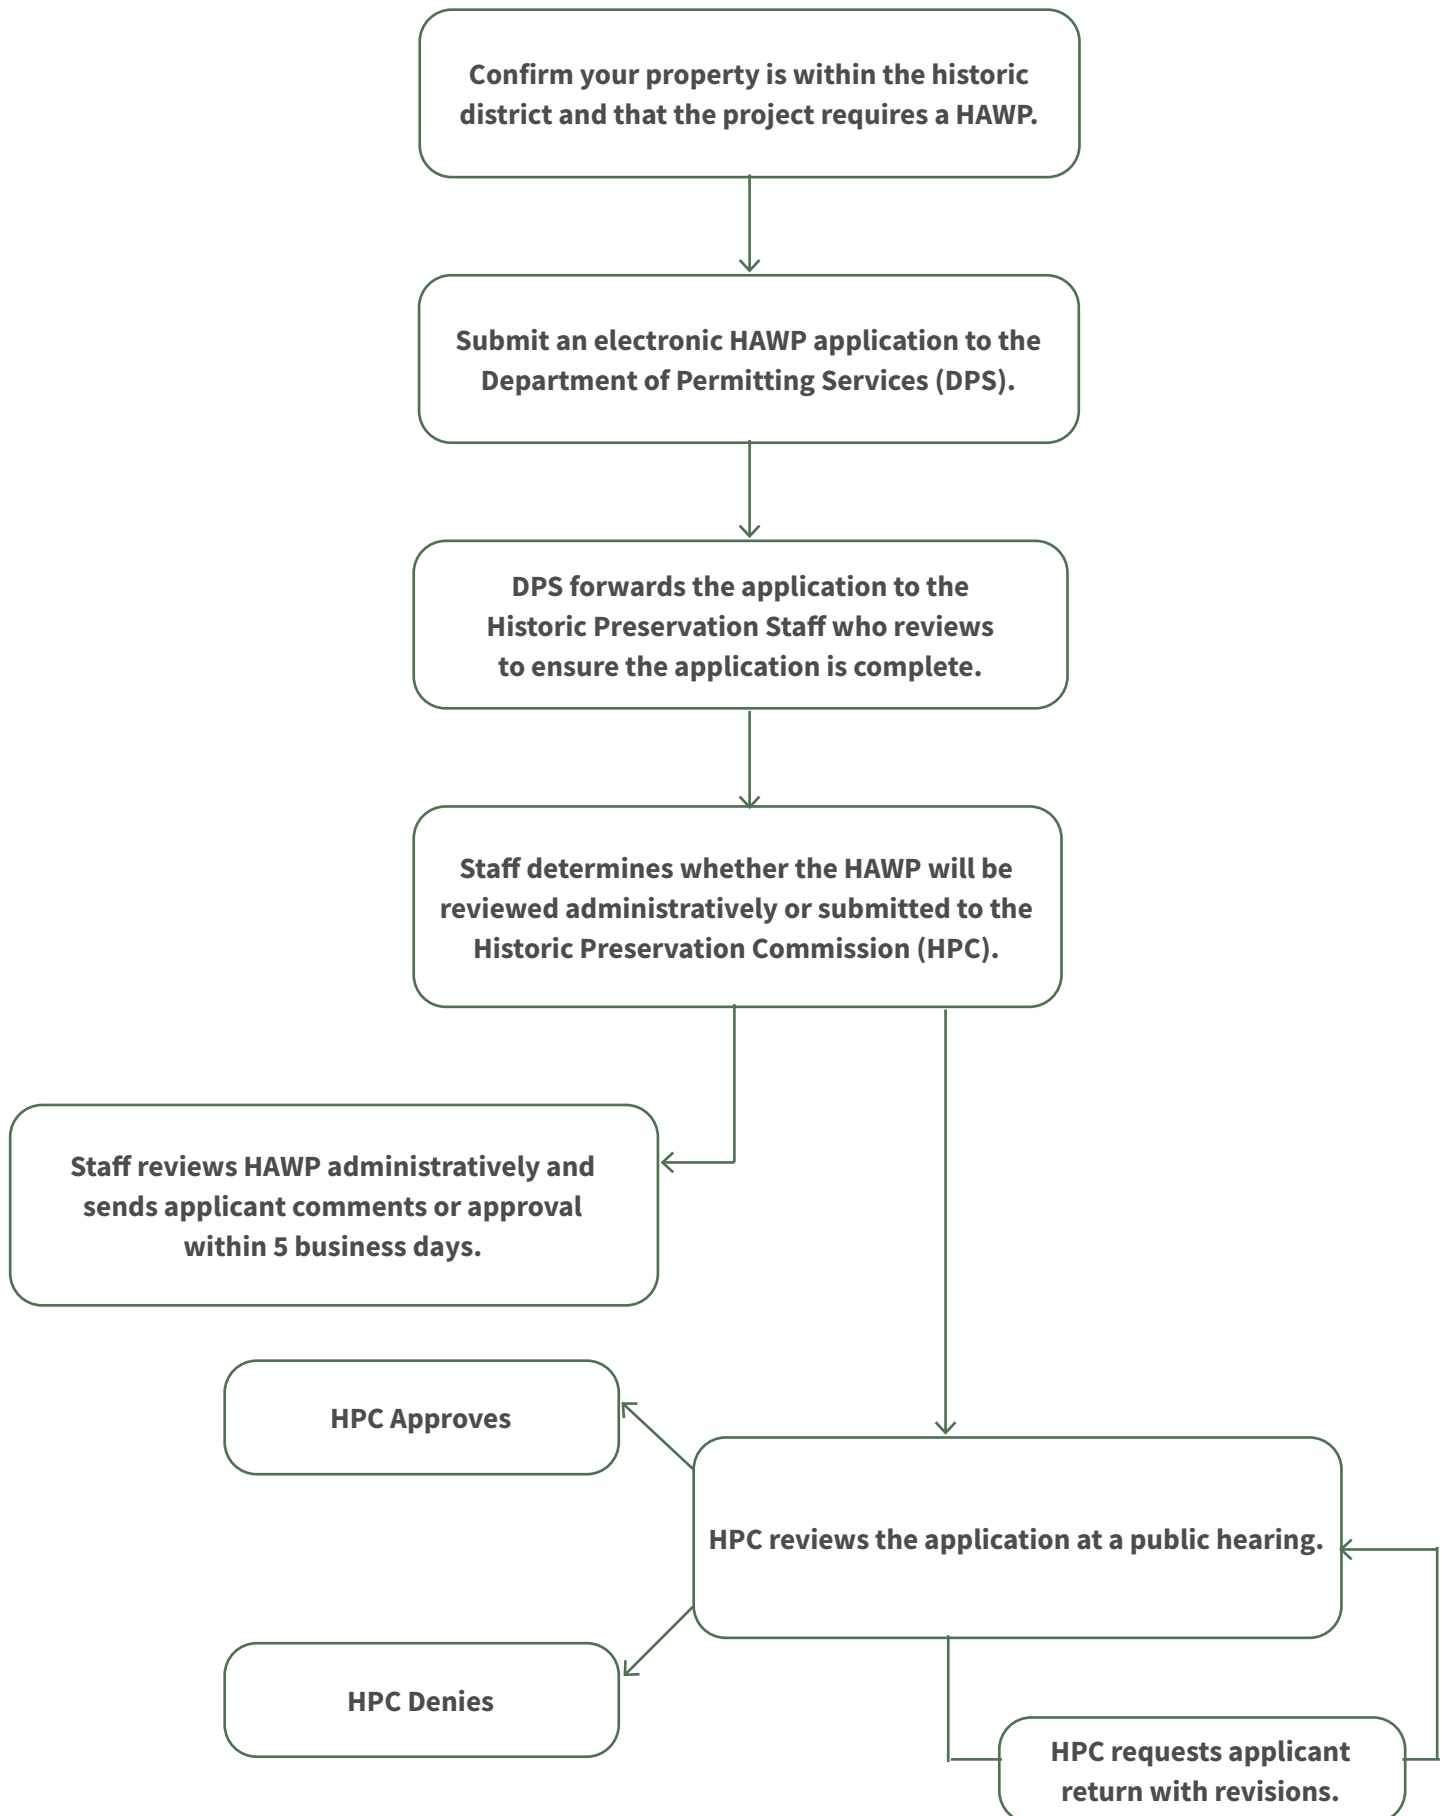 Confirm your property is within the historic
district and that the project requires a HAWP.
Submit an electronic HAWP application to the
Department of Permitting Services (DPS).
DPS forwards the application to the
Historic Preservation Staff who reviews
to ensure the application is complete.
Staff determines whether the HAWP will be
reviewed administratively or submitted to the
Historic Preservation Commission (HPC).
Staff reviews HAWP administratively and
sends applicant comments or approval
within 5 business days.
HPC Approves
HPC reviews the application at a public hearing.
HPC Denies
HPC requests applicant
return with revisions.